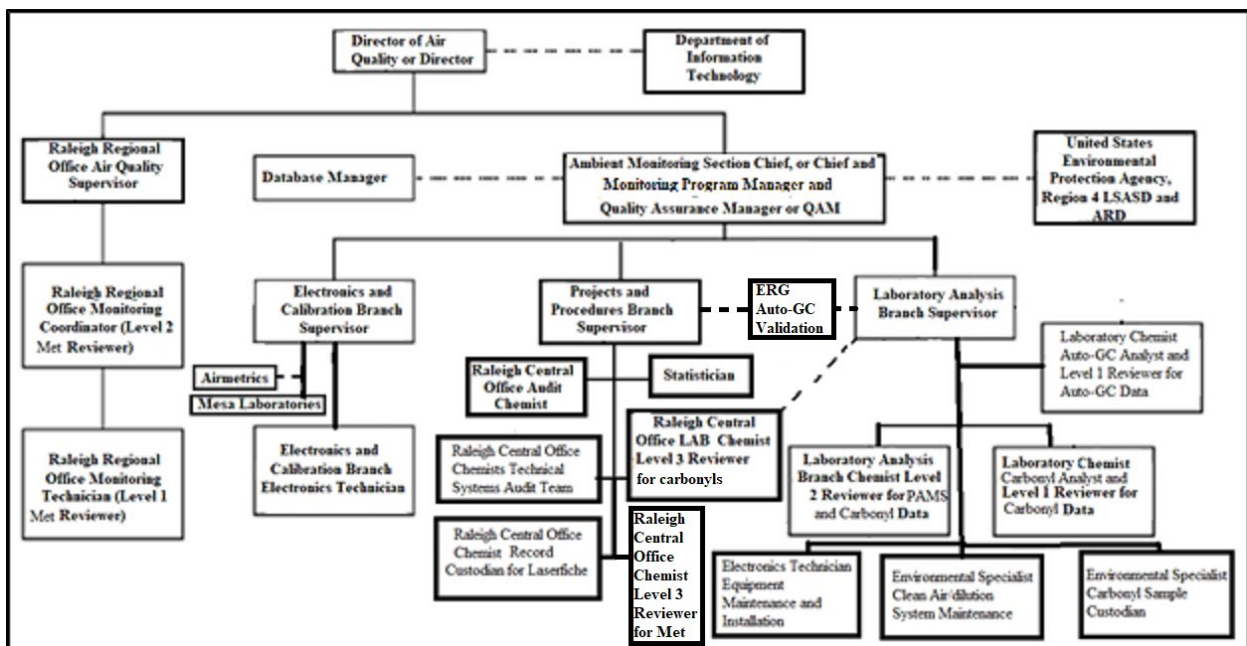 Director of Air
Quality or Director
Department of
Information
Technology
Raleigh Regional
Office Air Quality
Supervisor
Database Manager
Ambient Monitoring Section Chief, or Chief and
Monitoring Program Manager and
Quality Assurance Manager or QAM
United States
Environmental
Protection Agency,
Region 4 LSASD and
ARD
Raleigh Regional
Office Monitoring
Coordinator (Level 2
Met Reviewer)
Electronics and
Calibration Branch
Supervisor
Projects and
Procedures Branch
Supervisor
ERG
Auto-GC
Validation
Laboratory Analysis
Branch Supervisor
Laboratory Chemist
Auto-GC Analyst and
Level 1 Reviewer for
Auto-GC Data
Airmetrics
Mesa Laboratories
Raleigh Central
Office Audit
Chemist
Statistician
Raleigh Regional
Office Monitoring
Technician (Level 1
Met Reviewer)
Electronics and
Calibration Branch
Electronics Technician
Raleigh Central Office
Chemists Technical
Systems Audit Team
Raleigh Central
Office LAB Chemist
Level 3 Reviewer
for carbonyls
Laboratory Analysis
Branch Chemist Level
2 Reviewer for PAMS
and Carbonyl Data
Laboratory Chemist
Carbonyl Analyst and
Level 1 Reviewer for
Carbonyl Data
Raleigh Central Office
Chemist Record
Custodian for Laserfiche
Raleigh
Central
Office
Chemist
Level 3
Reviewer
for Met
Electronics Technician
Equipment
Maintenance and
Installation
Environmental Specialist
Clean Air/dilution
System Maintenance
Environmental Specialist
Carbonyl Sample
Custodian